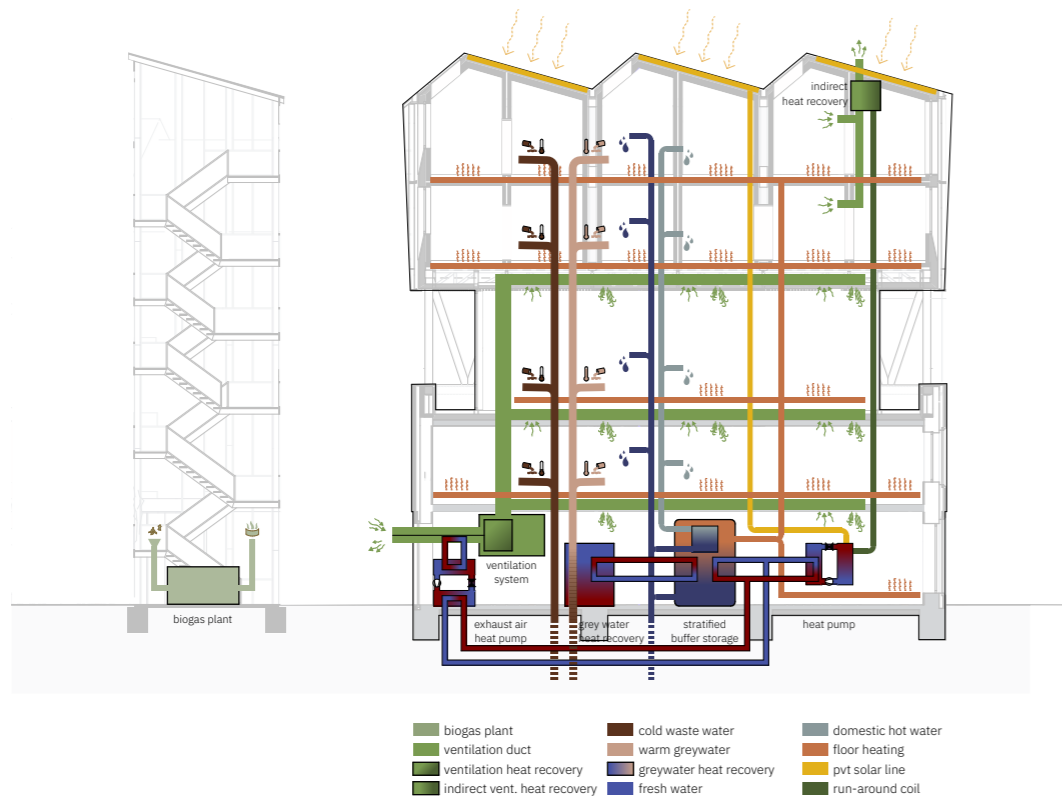 indirect
heat recovery
ventilation
system
biogas plant
exhaust air
heat pump
grey water
heat recovery
stratified
buffer storage
heat pump
biogas plant
ventilation duct
ventilation heat recovery
indirect vent. heat recovery
cold waste water
warm greywater
greywater heat recovery
fresh water
domestic hot water
floor heating
pvt solar line
run-around coil